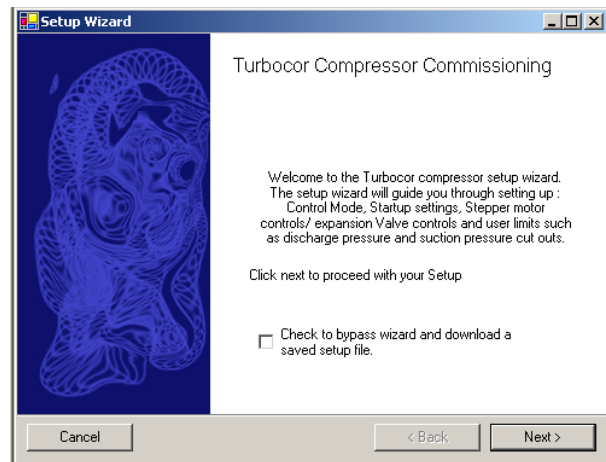 Setup Wizard
Turbocor Compressor Commissioning
Welcome to the Turbocor compressor setup wizard.
The setup wizard will guide you through setting up :
Control Mode, Startup settings, Stepper motor
controls/ expansion Valve controls and user limits such
as discharge pressure and suction pressure cut outs.
Click next to proceed with your Setup
Check to bypass wizard and download a
saved setup file.
Cancel
< Back
Next >